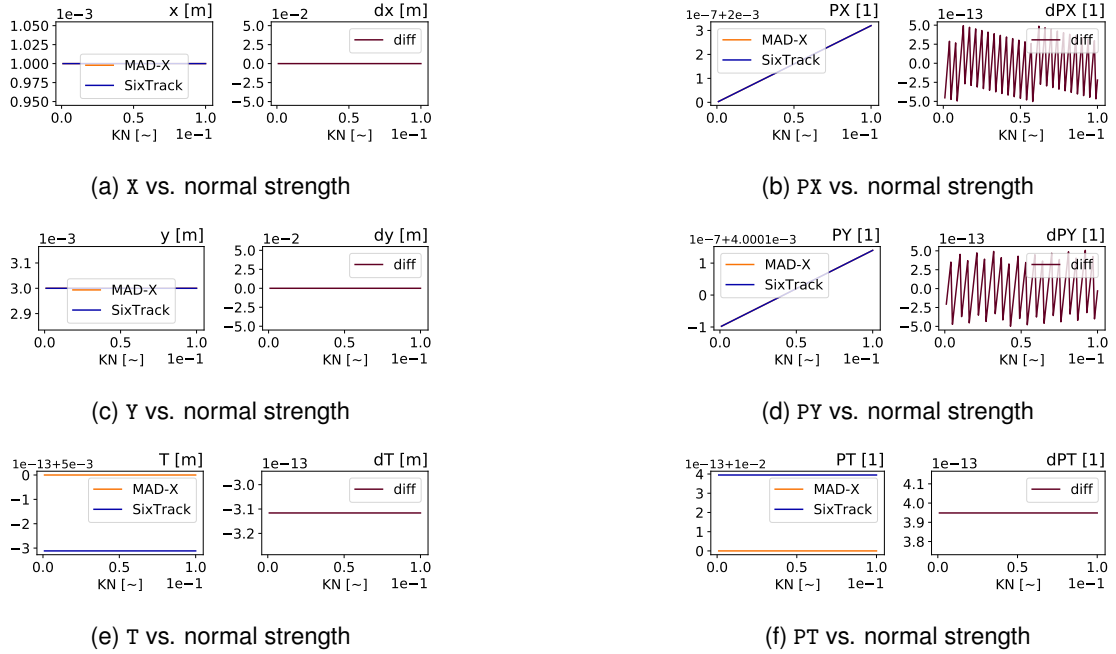 1e−3 x [m]
1.050
1.025
1.000
0.975
0.950
MAD-X
SixTrack
0.0 0.5 1.0
KN [~] 1e−1
1e−2 dx [m]
5.0
2.5
0.0
−2.5
−5.0
diff
0.0 0.5 1.0
KN [~] 1e−1
(a) X vs. normal strength
1e−7+2e−3 PX [1]
3
2
1
0
MAD-X
SixTrack
0.0 0.5 1.0
KN [~] 1e−1
1e−13 dPX [1]
5.0
2.5
0.0
−2.5
−5.0
diff
0.0 0.5 1.0
KN [~] 1e−1
(b) PX vs. normal strength
1e−3 y [m]
3.1
3.0
2.9
MAD-X
SixTrack
0.0 0.5 1.0
KN [~] 1e−1
1e−2 dy [m]
5.0
2.5
0.0
−2.5
−5.0
diff
0.0 0.5 1.0
KN [~] 1e−1
(c) Y vs. normal strength
1e−7+4.0001e−3 PY [1]
1
0
−1
MAD-X
SixTrack
0.0 0.5 1.0
KN [~] 1e−1
1e−13 dPY [1]
5.0
2.5
0.0
−2.5
−5.0
diff
0.0 0.5 1.0
KN [~] 1e−1
(d) PY vs. normal strength
1e−13+5e−3 T [m]
0
−1
−2
−3
MAD-X
SixTrack
0.0 0.5 1.0
KN [~] 1e−1
1e−13 dT [m]
−3.0
−3.1
−3.2
diff
0.0 0.5 1.0
KN [~] 1e−1
(e) T vs. normal strength
1e−13+1e−2 PT [1]
4
3
2
1
0
MAD-X
SixTrack
0.0 0.5 1.0
KN [~] 1e−1
1e−13 dPT [1]
4.1
4.0
3.9
3.8
diff
0.0 0.5 1.0
KN [~] 1e−1
(f) PT vs. normal strength